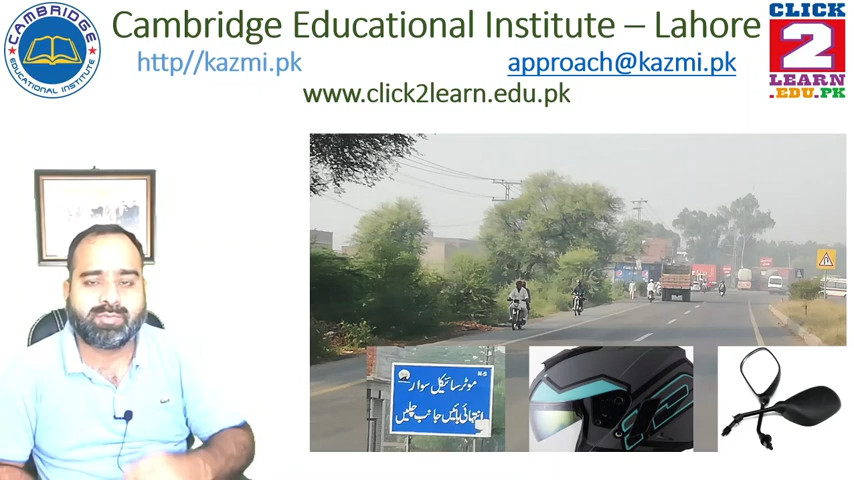 Cambridge Educational Institute – Lahore
http//kazmi.pk
approach@kazmi.pk
www.click2learn.edu.pk
CAMBRIDGE
EDUCATIONAL INSTITUTE
CLICK
2
LEARN
.EDU.PK
N-5
موٹر سائیکل سوار
انتہائی بائیں جانب چلیں